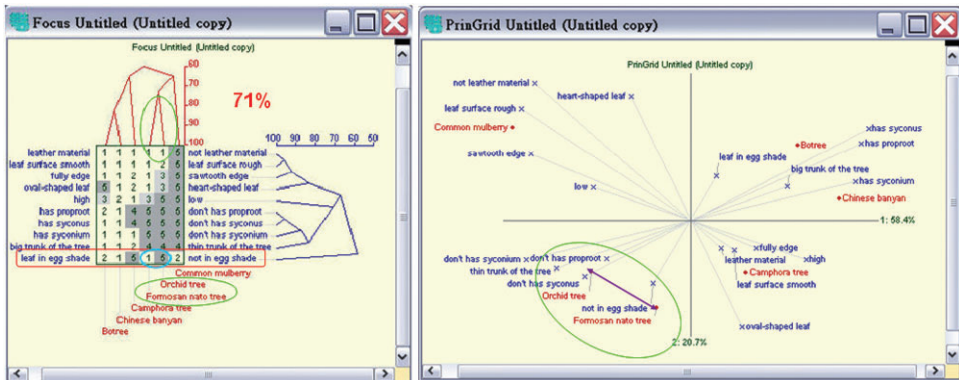 Focus Untitled (Untitled copy)
Focus Untitled (Untitled copy)
60
70
80
90
100
71%
100 90 80 70 60 50
leather material 1 1 1 1 1 5 not leather material
leaf surface smooth 1 1 1 1 2 5 leaf surface rough
fully edge 1 1 2 1 3 5 sawtooth edge
oval-shaped leaf 5 1 2 1 3 5 heart-shaped leaf
high 3 2 1 3 5 5 low
has proproot 2 1 4 5 5 5 don't has proproot
has syconus 1 1 4 5 5 5 don't has syconus
has syconium 1 1 5 5 5 don't has syconium
big trunk of the tree 1 1 2 4 4 4 thin trunk of the tree
leaf in egg shade 2 1 5 1 5 2 not in egg shade
Common mulberry
Orchid tree
Formosan nato tree
Camphora tree
Chinese banyan
Botree
PrinGrid Untitled (Untitled copy)
PrinGrid Untitled (Untitled copy)
not leather material
heart-shaped leaf
leaf surface rough
Common mulberry
has syconus
has proproot
Botree
sawtooth edge
leaf in egg shade
big trunk of the tree
has syconium
low
Chinese banyan
1: 58.4%
fully edge
don't has syconium
don't has proproot
leather material
high
thin trunk of the tree
Camphora tree
don't has syconus
leaf surface smooth
Orchid tree
not in egg shade
Formosan nato tree
oval-shaped leaf
2: 20.7%